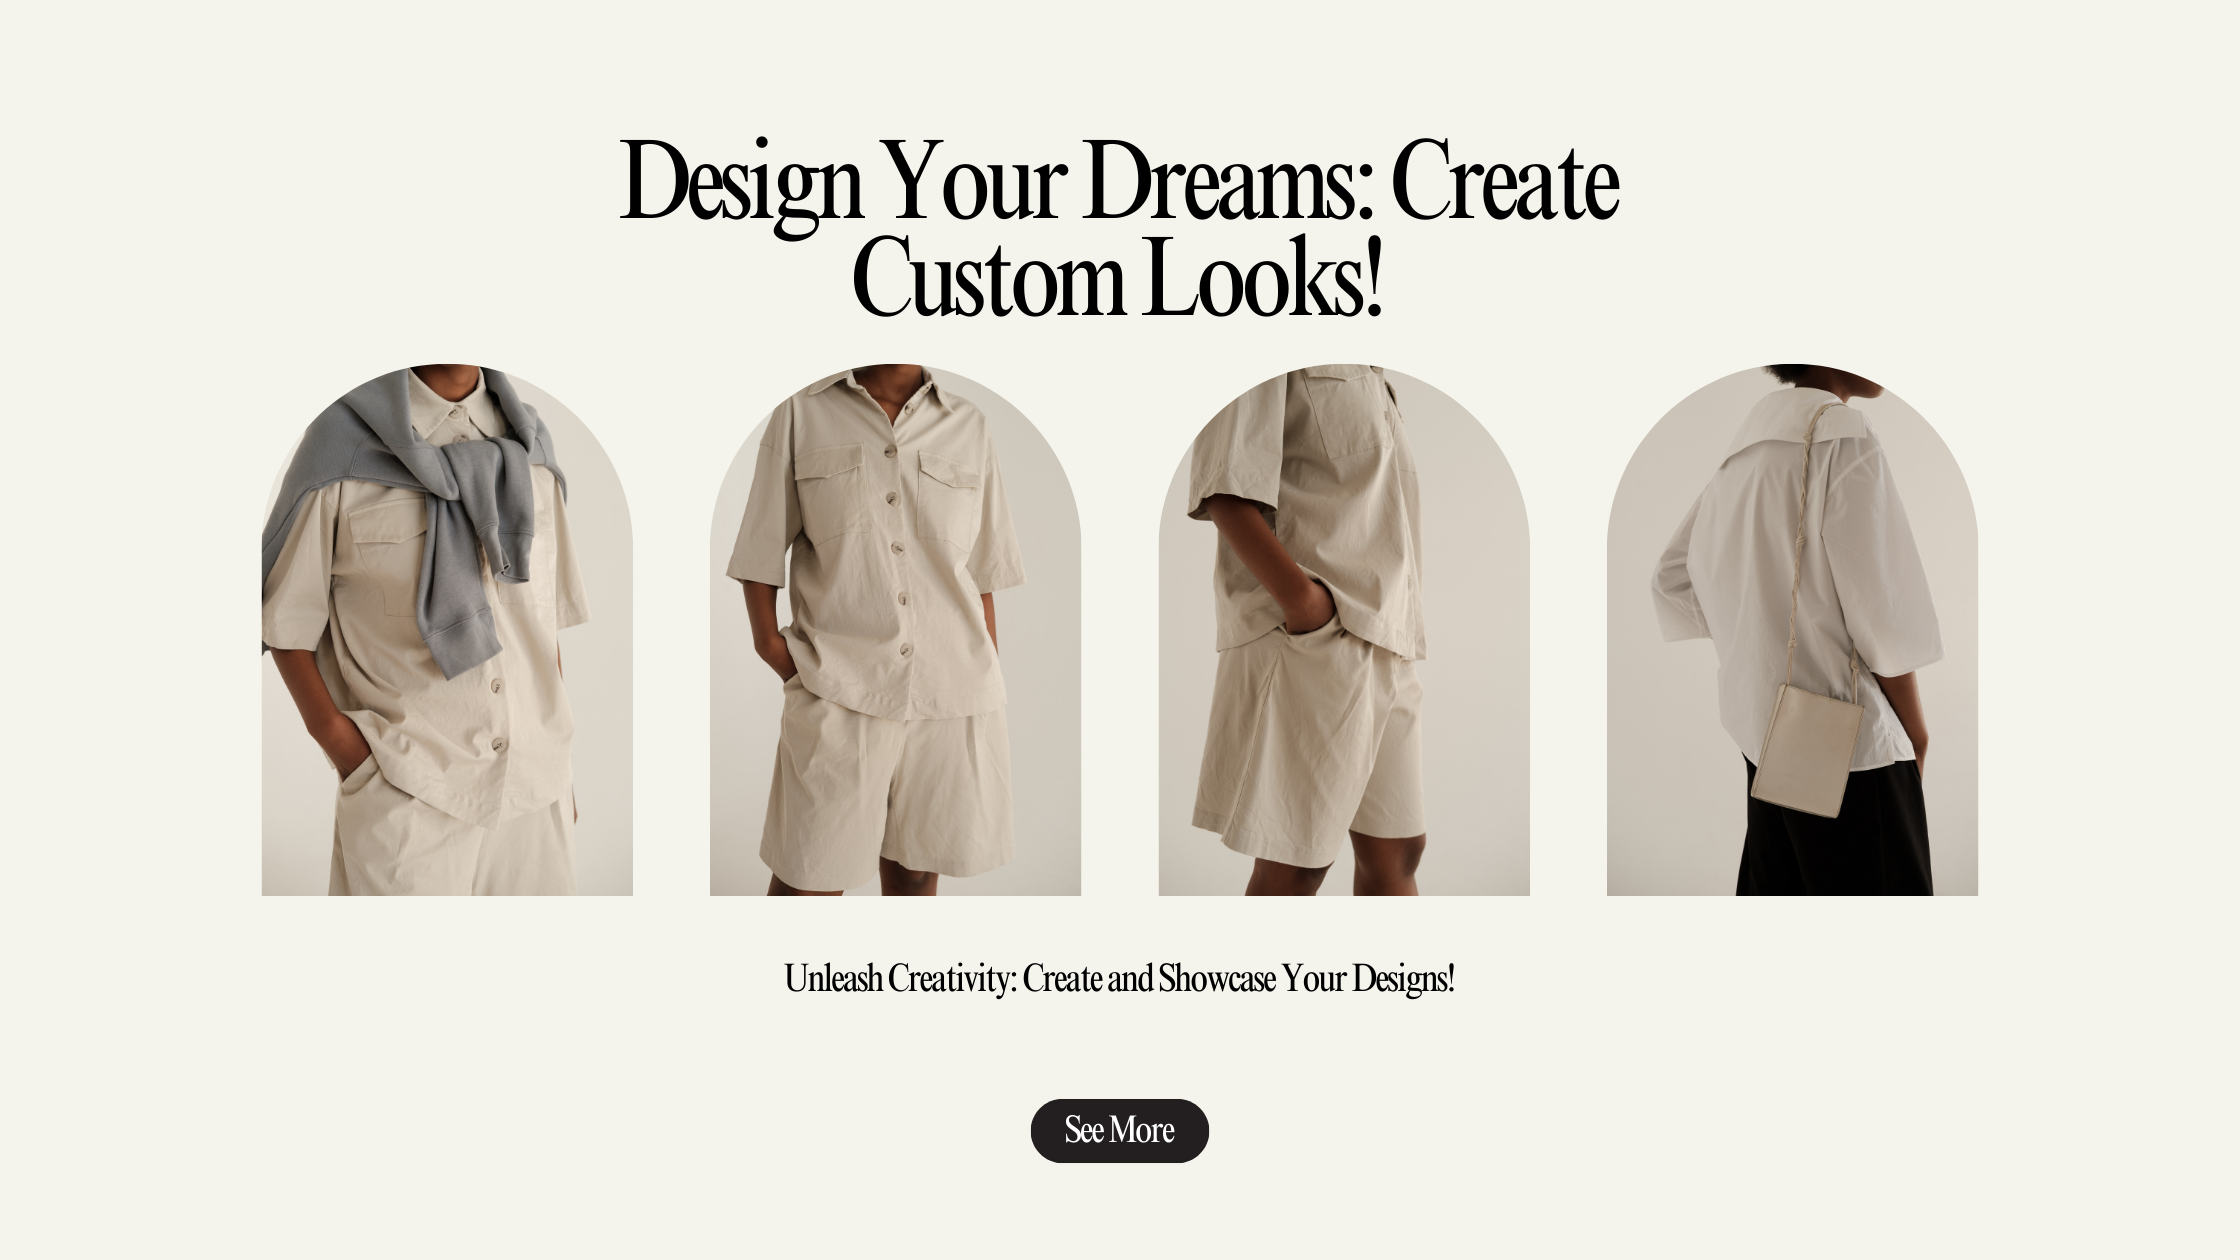 Design Your Dreams: Create
Custom Looks!
Unleash Creativity: Create and Showcase Your Designs!
See More